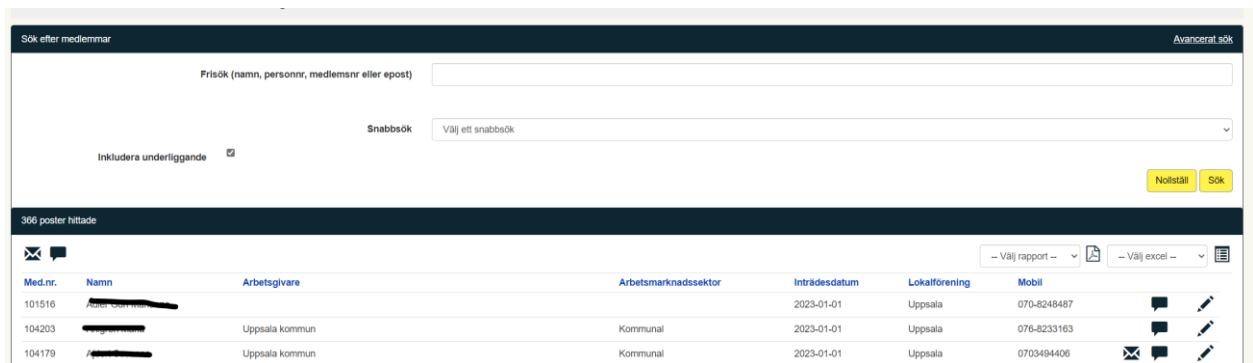 Sök efter medlemmar Avancerat sök
Frisök (namn, personnr, medlemsnr eller epost)
Snabbsök Välj ett snabbsök
Inkludera underliggande
Nollställ Sök
366 poster hittade
-- Välj rapport -- -- Välj excel --
Med.nr. Namn Arbetsgivare Arbetsmarknadssektor Inträdesdatum Lokalförening Mobil
101516 2023-01-01 Uppsala 070-8248487
104203 Uppsala kommun Kommunal 2023-01-01 Uppsala 076-8233163
104179 Uppsala kommun Kommunal 2023-01-01 Uppsala 0703494406